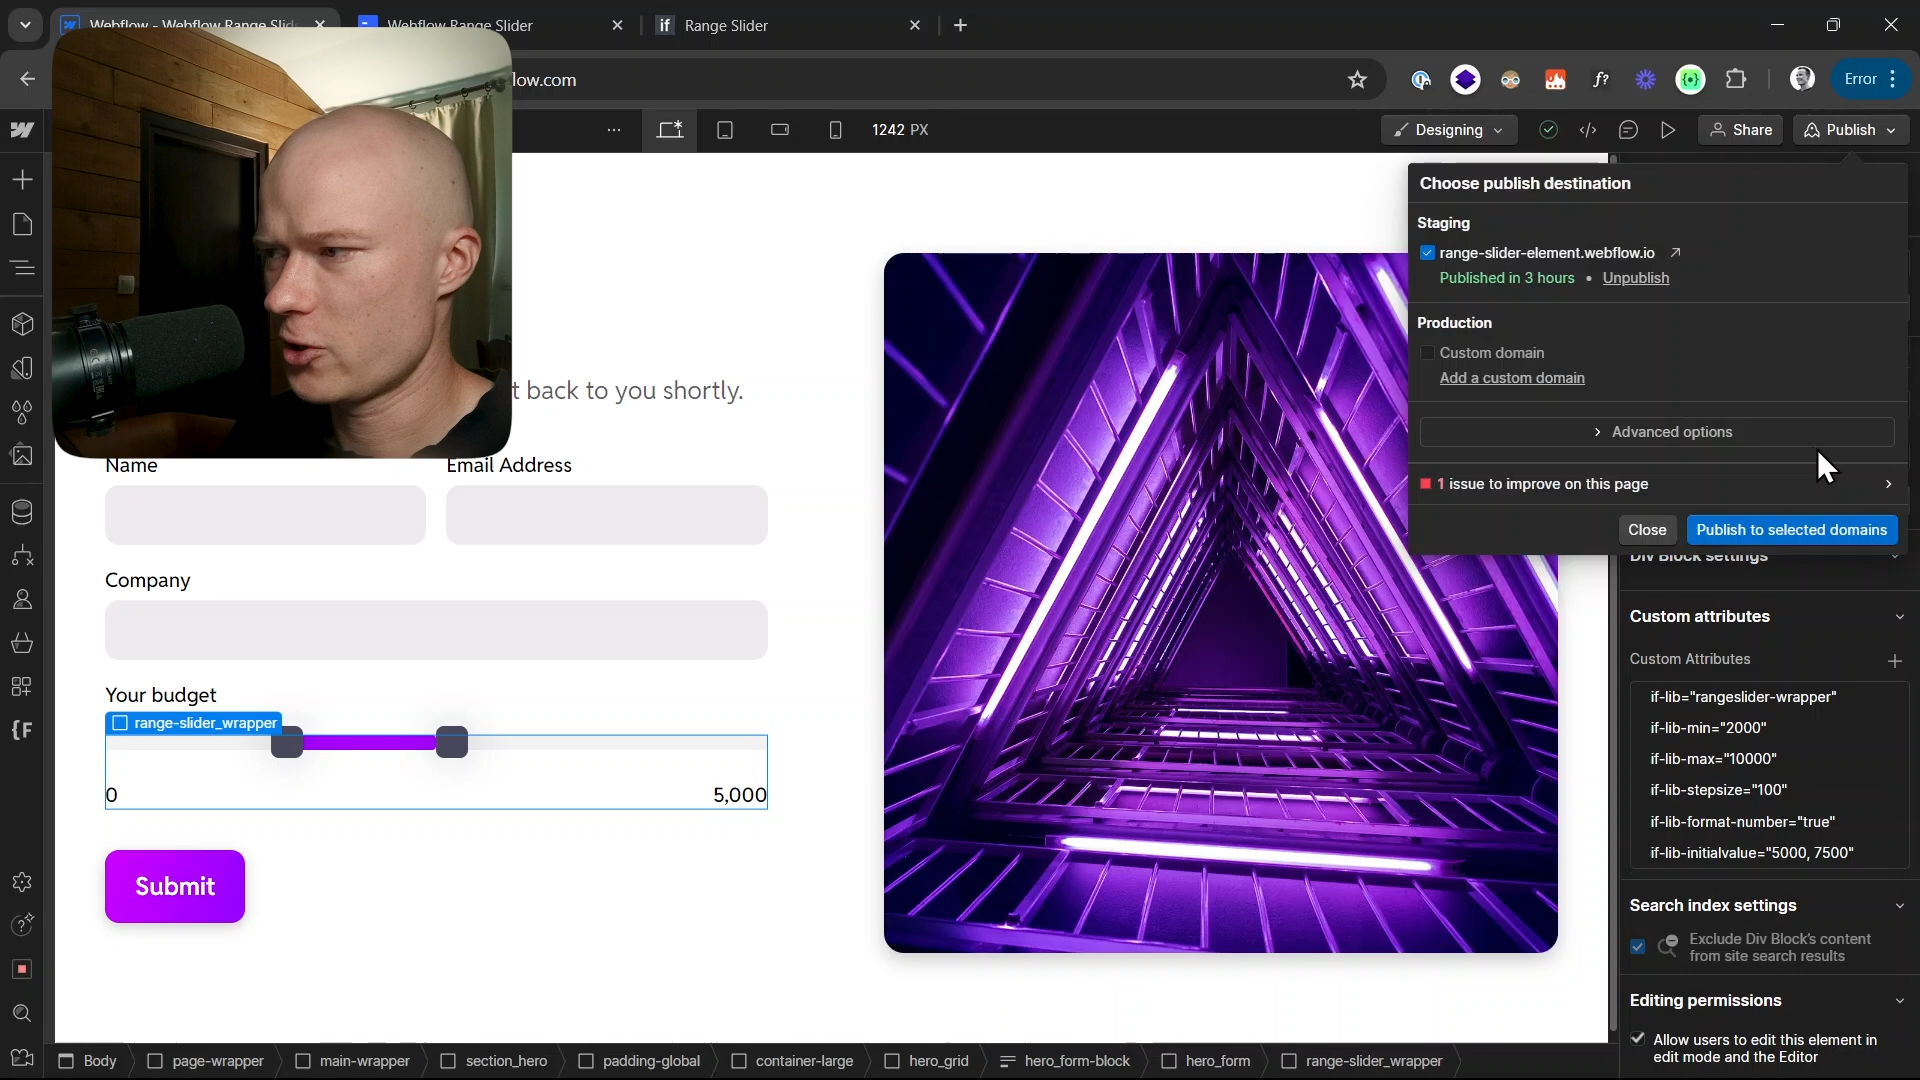 Webflow - Webflow Range Slid
Webflow Range Slider
if Range Slider
low.com
f?
Error
1242 PX
Designing
Share
Publish
Choose publish destination
Staging
range-slider-element.webflow.io
Published in 3 hours • Unpublish
Production
Custom domain
Add a custom domain
Advanced options
1 issue to improve on this page
Close
Publish to selected domains
t back to you shortly.
Name
Email Address
Company
Your budget
range-slider_wrapper
0
5,000
Submit
Div Block settings
Custom attributes
Custom Attributes
if-lib="rangeslider-wrapper"
if-lib-min="2000"
if-lib-max="10000"
if-lib-stepsize="100"
if-lib-format-number="true"
if-lib-initialvalue="5000, 7500"
Search index settings
Exclude Div Block's content
from site search results
Editing permissions
Allow users to edit this element in
edit mode and the Editor
Body
page-wrapper
main-wrapper
section_hero
padding-global
container-large
hero_grid
hero_form-block
hero_form
range-slider_wrapper